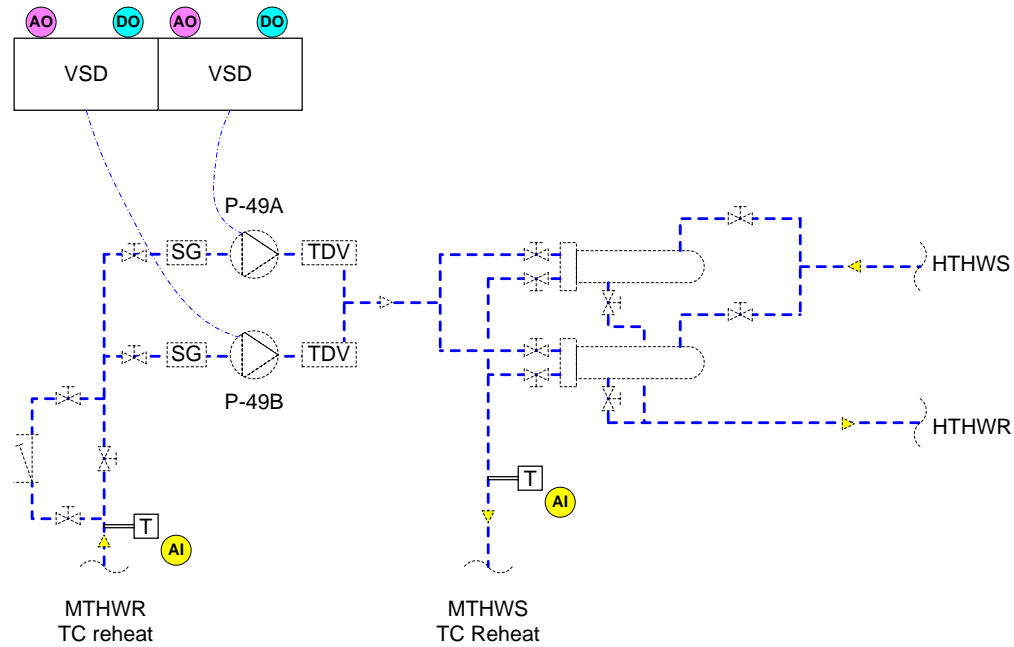 AO DO AO DO
VSD VSD
P-49A
SG TDV
HTHWS
SG TDV
P-49B
HTHWR
T
AI
T
AI
MTHWR
TC reheat
MTHWS
TC Reheat